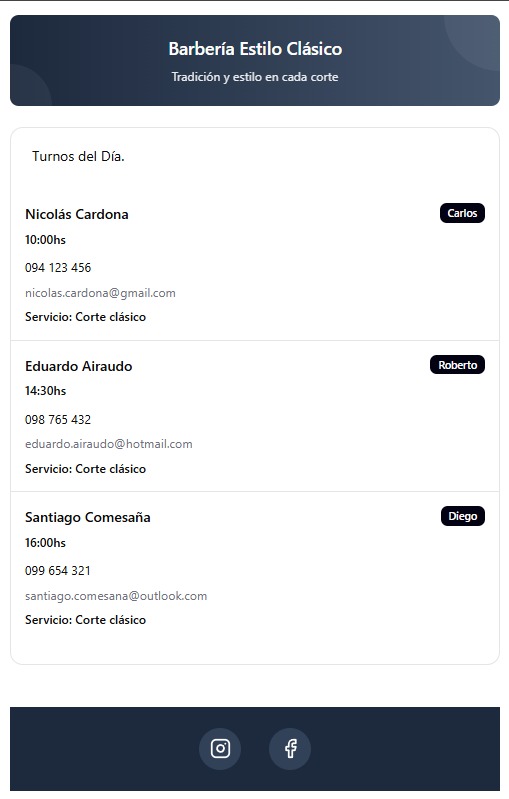 Barbería Estilo Clásico
Tradición y estilo en cada corte
Turnos del Día.
Nicolás Cardona
Carlos
10:00hs
094 123 456
nicolas.cardona@gmail.com
Servicio: Corte clásico
Eduardo Airaudo
Roberto
14:30hs
098 765 432
eduardo.airaudo@hotmail.com
Servicio: Corte clásico
Santiago Comesaña
Diego
16:00hs
099 654 321
santiago.comesana@outlook.com
Servicio: Corte clásico